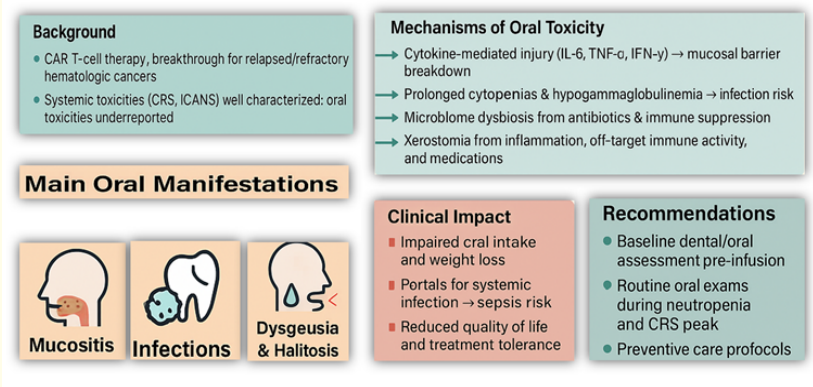 Background
CAR T-cell therapy, breakthrough for relapsed/refractory
hematologic cancers
Systemic toxicities (CRS, ICANS) well characterized: oral
toxicities underreported
Main Oral Manifestations
Mucositis
Infections
Dysgeusia
& Halitosis
Mechanisms of Oral Toxicity
Cytokine-mediated injury (IL-6, TNF-α, IFN-γ) → mucosal barrier
breakdown
Prolonged cytopenias & hypogammaglobulinemia → infection risk
Microblome dysbiosis from antibiotics & immune suppression
Xerostomia from inflammation, off-target immune activity,
and medications
Clinical Impact
Impaired cral intake
and weight loss
Portals for systemic
infection → sepsis risk
Reduced quality of life
and treatment tolerance
Recommendations
Baseline dental/oral
assessment pre-infusion
Routine oral exams
during neutropenia
and CRS peak
Preventive care profocols